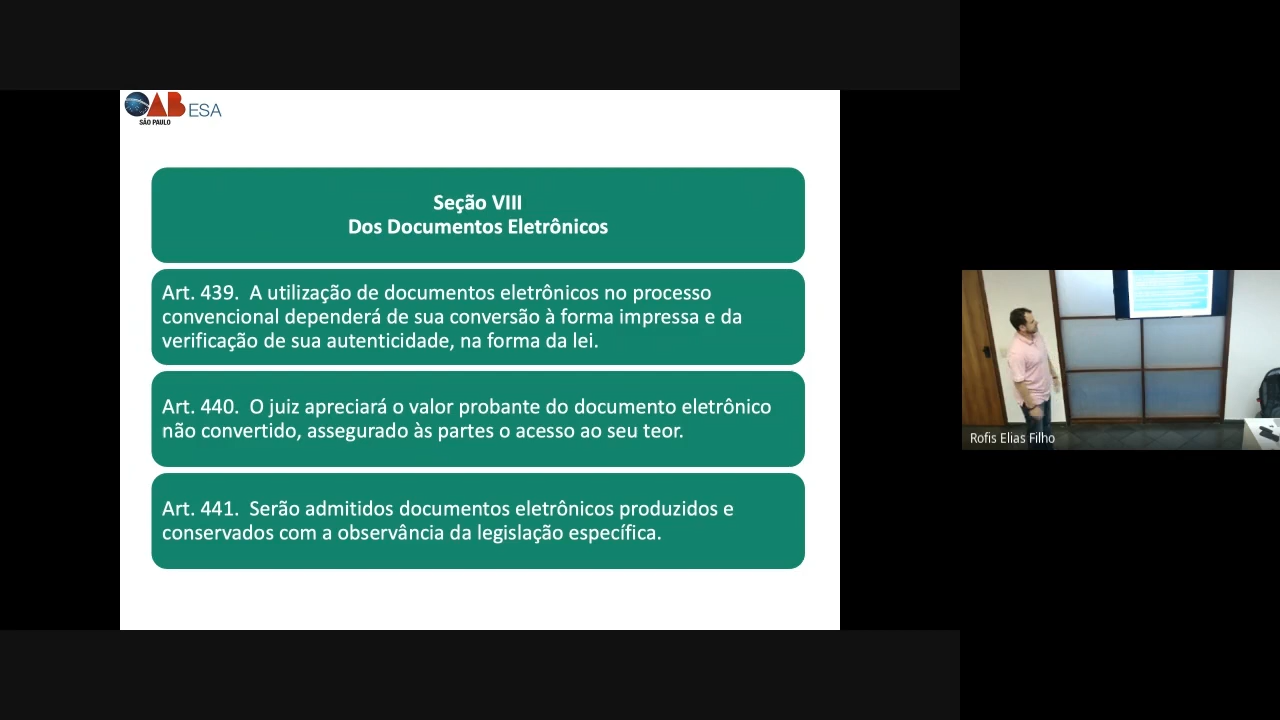 OAB ESA
SÃO PAULO
Seção VIII
Dos Documentos Eletrônicos
Art. 439.  A utilização de documentos eletrônicos no processo
convencional dependerá de sua conversão à forma impressa e da
verificação de sua autenticidade, na forma da lei.
Art. 440.  O juiz apreciará o valor probante do documento eletrônico
não convertido, assegurado às partes o acesso ao seu teor.
Art. 441.  Serão admitidos documentos eletrônicos produzidos e
conservados com a observância da legislação específica.
Rofis Elias Filho